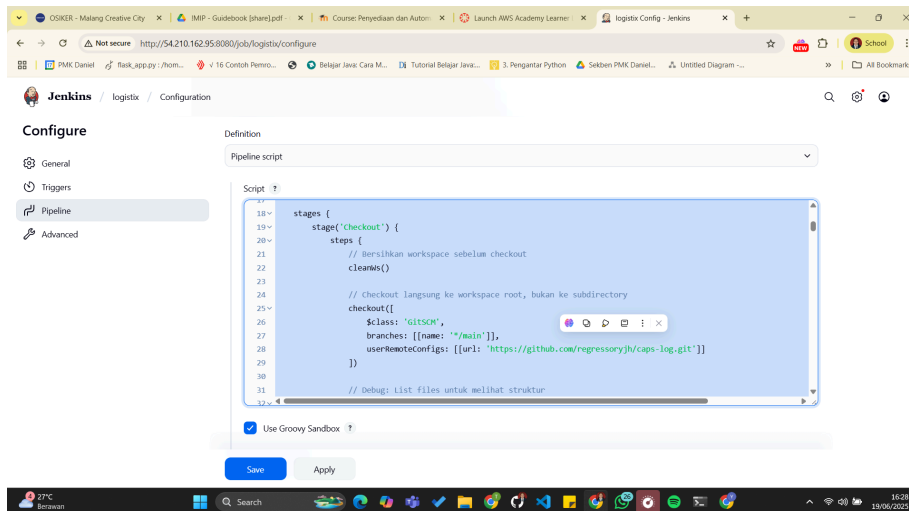 OSIKER - Malang Creative City
IMIP - Guidebook [share].pdf -
Course: Penyediaan dan Autom
Launch AWS Academy Learner
logistix Config - Jenkins
Not secure http://54.210.162.95:8080/job/logistix/configure
NEW
School
PMK Daniel
flask_app.py : /hom...
√ 16 Contoh Pemro...
Belajar Java: Cara M...
Tutorial Belajar Java:...
3. Pengantar Python
Sekben PMK Daniel...
Untitled Diagram -...
»
All Bookmark
Jenkins / logistix / Configuration
Configure
General
Triggers
Pipeline
Advanced
Definition
Pipeline script
Script ?
17
18 stages {
19 stage('Checkout') {
20 steps {
21 // Bersihkan workspace sebelum checkout
22 cleanWs()
23
24 // Checkout langsung ke workspace root, bukan ke subdirectory
25 checkout([
26 $class: 'GitSCM',
27 branches: [[name: '*/main']],
28 userRemoteConfigs: [[url: 'https://github.com/regressoryjh/caps-log.git']]
29 ])
30
31 // Debug: List files untuk melihat struktur
32
Use Groovy Sandbox ?
Save
Apply
4
27°C
Berawan
Search
26
16:28
19/06/2025